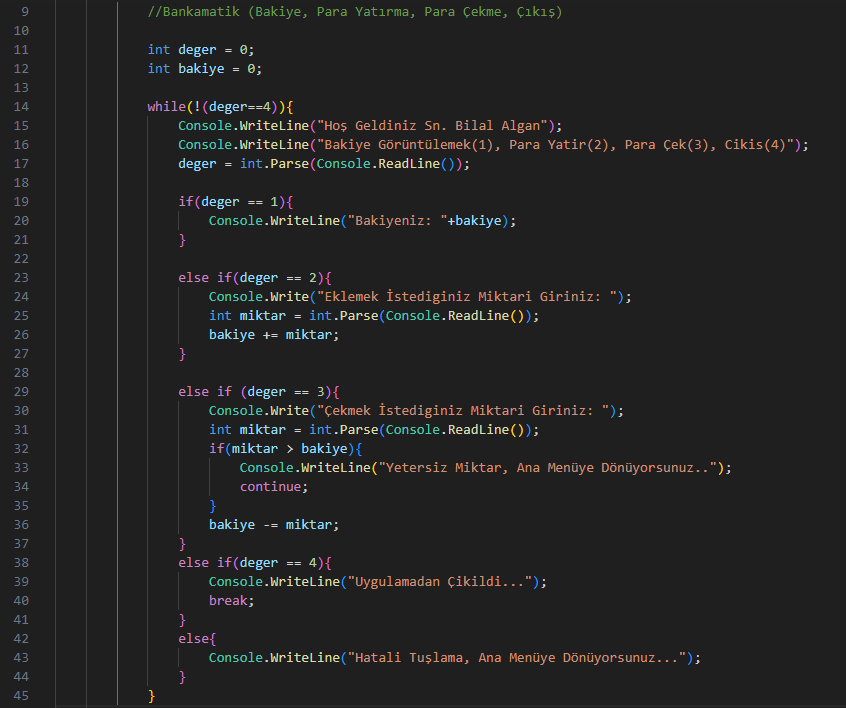 9 //Bankamatik (Bakiye, Para Yatırma, Para Çekme, Çıkış)
10
11 int deger = 0;
12 int bakiye = 0;
13
14 while(!(deger==4)){
15 Console.WriteLine("Hoş Geldiniz Sn. Bilal Algan");
16 Console.WriteLine("Bakiye Görüntülemek(1), Para Yatir(2), Para Çek(3), Cikis(4)");
17 deger = int.Parse(Console.ReadLine());
18
19 if(deger == 1){
20 Console.WriteLine("Bakiyeniz: "+bakiye);
21 }
22
23 else if(deger == 2){
24 Console.Write("Eklemek İstediginiz Miktari Giriniz: ");
25 int miktar = int.Parse(Console.ReadLine());
26 bakiye += miktar;
27 }
28
29 else if (deger == 3){
30 Console.Write("Çekmek İstediginiz Miktari Giriniz: ");
31 int miktar = int.Parse(Console.ReadLine());
32 if(miktar > bakiye){
33 Console.WriteLine("Yetersiz Miktar, Ana Menüye Dönüyorsunuz..");
34 continue;
35 }
36 bakiye -= miktar;
37 }
38 else if(deger == 4){
39 Console.WriteLine("Uygulamadan Çikildi...");
40 break;
41 }
42 else{
43 Console.WriteLine("Hatali Tuşlama, Ana Menüye Dönüyorsunuz...");
44 }
45 }